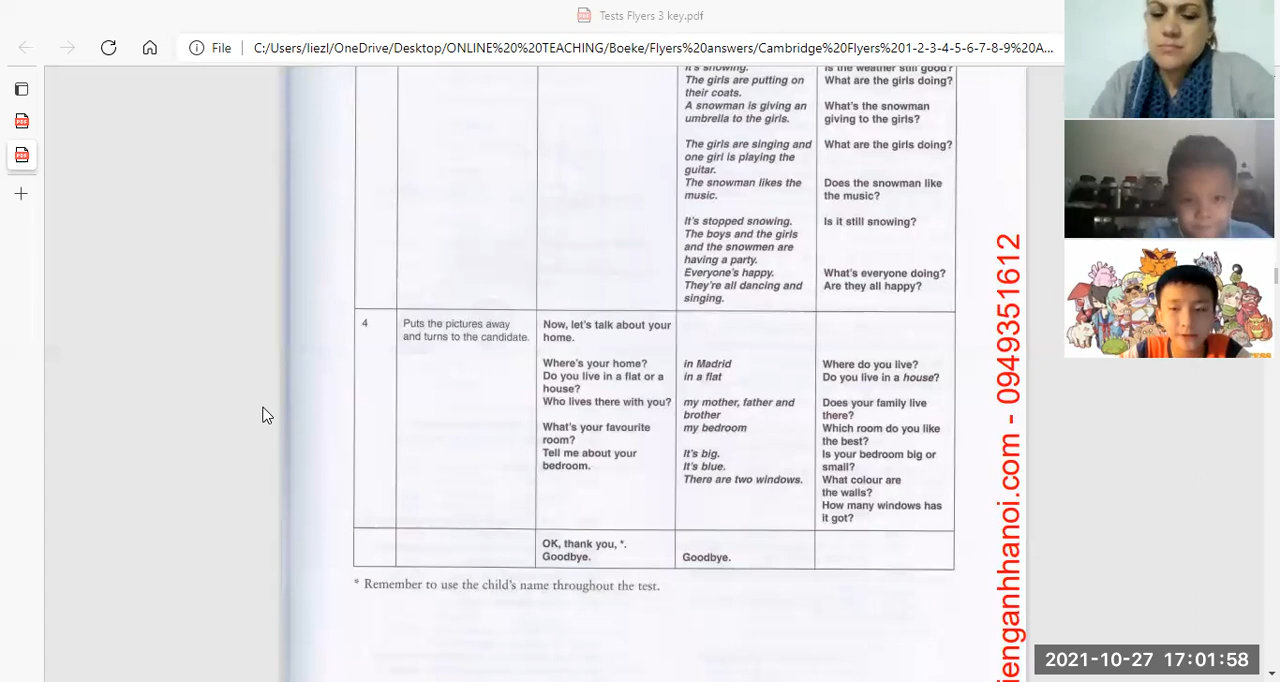 Tests Flyers 3 key.pdf
File
C:/Users/liezl/OneDrive/Desktop/ONLINE%20%20TEACHING/Boeke/Flyers%20answers/Cambridge%20Flyers%201-2-3-4-5-6-7-8-9%20A...
It's snowing.
The girls are putting on
their coats.
A snowman is giving an
umbrella to the girls.
The girls are singing and
one girl is playing the
guitar.
The snowman likes the
music.
It's stopped snowing.
The boys and the girls
and the snowmen are
having a party.
Everyone's happy.
They're all dancing and
singing.
Is the weather still good?
What are the girls doing?
What's the snowman
giving to the girls?
What are the girls doing?
Does the snowman like
the music?
Is it still snowing?
What's everyone doing?
Are they all happy?
4
Puts the pictures away
and turns to the candidate.
Now, let's talk about your
home.
Where's your home?
Do you live in a flat or a
house?
Who lives there with you?
What's your favourite
room?
Tell me about your
bedroom.
in Madrid
in a flat
my mother, father and
brother
my bedroom
It's big.
It's blue.
There are two windows.
Where do you live?
Do you live in a house?
Does your family live
there?
Which room do you like
the best?
Is your bedroom big or
small?
What colour are
the walls?
How many windows has
it got?
OK, thank you, *.
Goodbye.
Goodbye.
* Remember to use the child's name throughout the test.
ienganhhanoi.com - 0949351612
2021-10-27 17:01:58